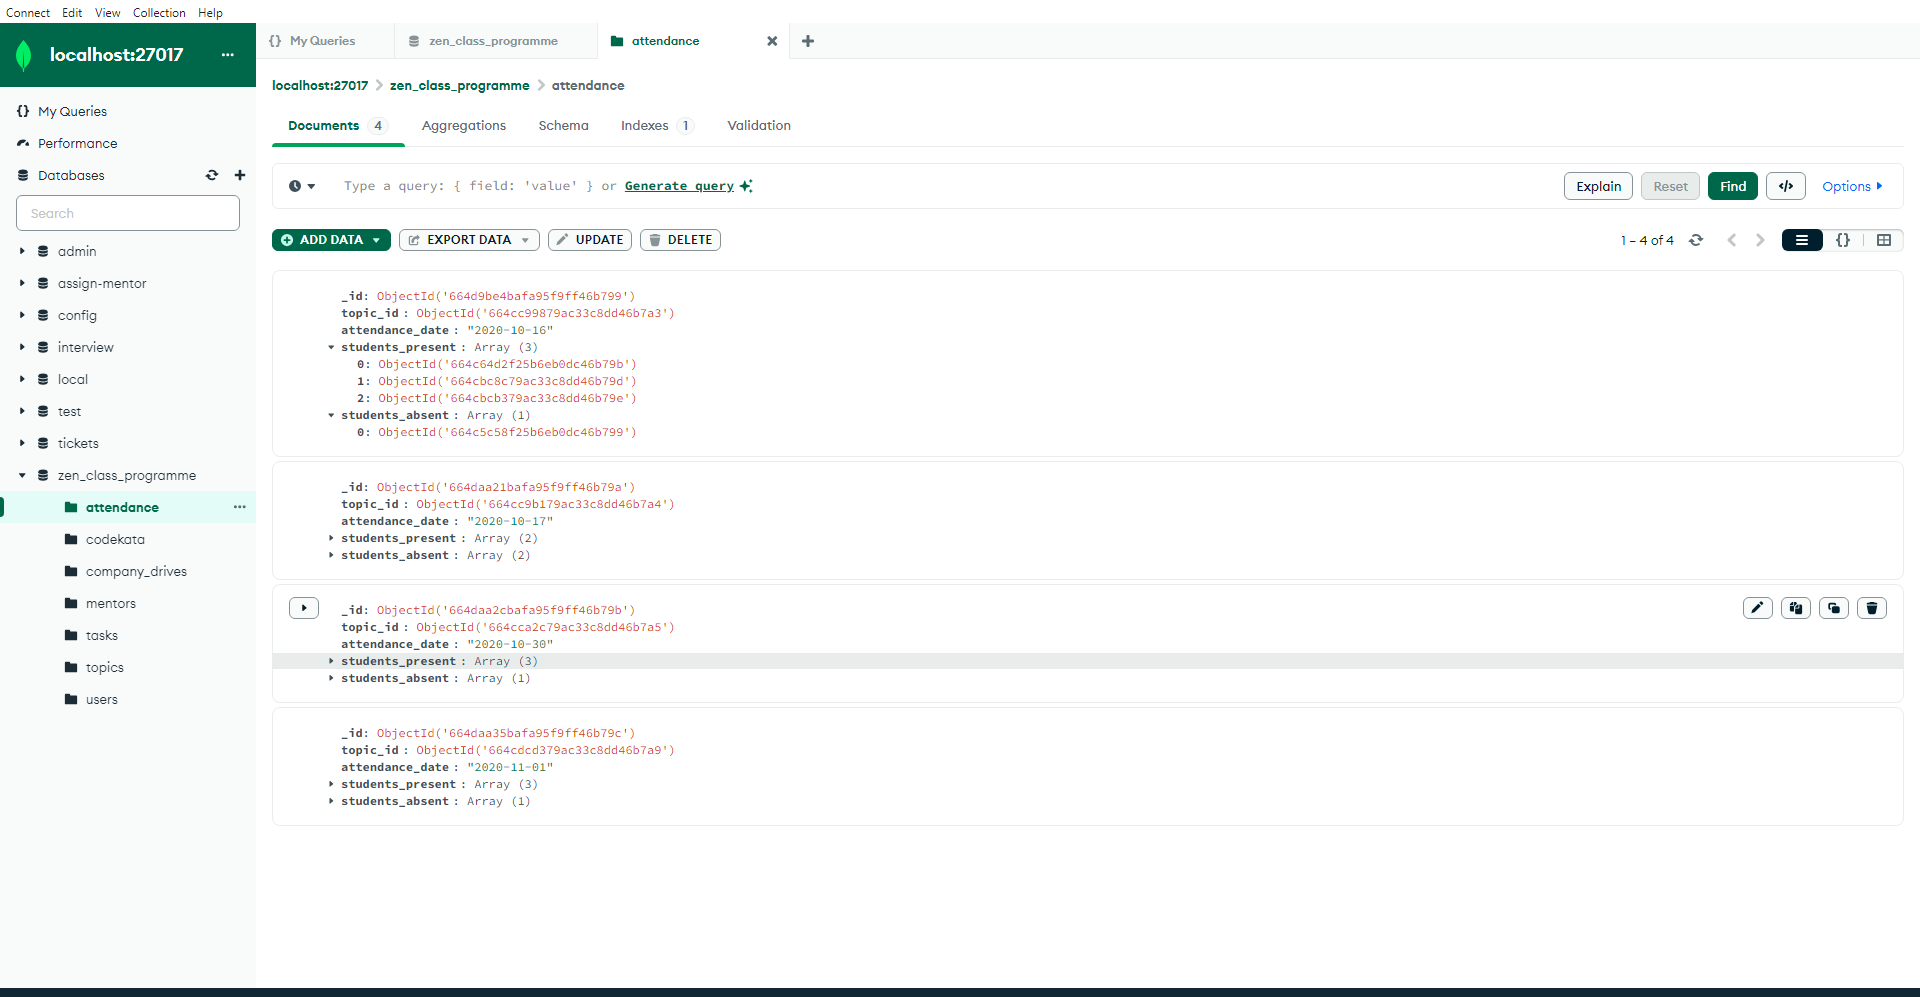 Connect Edit View Collection Help
localhost:27017 ...
My Queries
Performance
Databases
Search
admin
assign-mentor
config
interview
local
test
tickets
zen_class_programme
attendance ...
codekata
company_drives
mentors
tasks
topics
users
{} My Queries
zen_class_programme
attendance
localhost:27017 > zen_class_programme > attendance
Documents 4 Aggregations Schema Indexes 1 Validation
Type a query: { field: 'value' } or Generate query
Explain Reset Find </> Options
ADD DATA EXPORT DATA UPDATE DELETE
1 – 4 of 4
{}
_id: ObjectId('664d9be4bafa95f9ff46b799')
topic_id : ObjectId('664cc99879ac33c8dd46b7a3')
attendance_date : "2020-10-16"
students_present : Array (3)
0: ObjectId('664c64d2f25b6eb0dc46b79b')
1: ObjectId('664cbc8c79ac33c8dd46b79d')
2: ObjectId('664cbcb379ac33c8dd46b79e')
students_absent : Array (1)
0: ObjectId('664c5c58f25b6eb0dc46b799')
_id: ObjectId('664daa21bafa95f9ff46b79a')
topic_id : ObjectId('664cc9b179ac33c8dd46b7a4')
attendance_date : "2020-10-17"
students_present : Array (2)
students_absent : Array (2)
_id: ObjectId('664daa2cbafa95f9ff46b79b')
topic_id : ObjectId('664cca2c79ac33c8dd46b7a5')
attendance_date : "2020-10-30"
students_present : Array (3)
students_absent : Array (1)
_id: ObjectId('664daa35bafa95f9ff46b79c')
topic_id : ObjectId('664cdcd379ac33c8dd46b7a9')
attendance_date : "2020-11-01"
students_present : Array (3)
students_absent : Array (1)